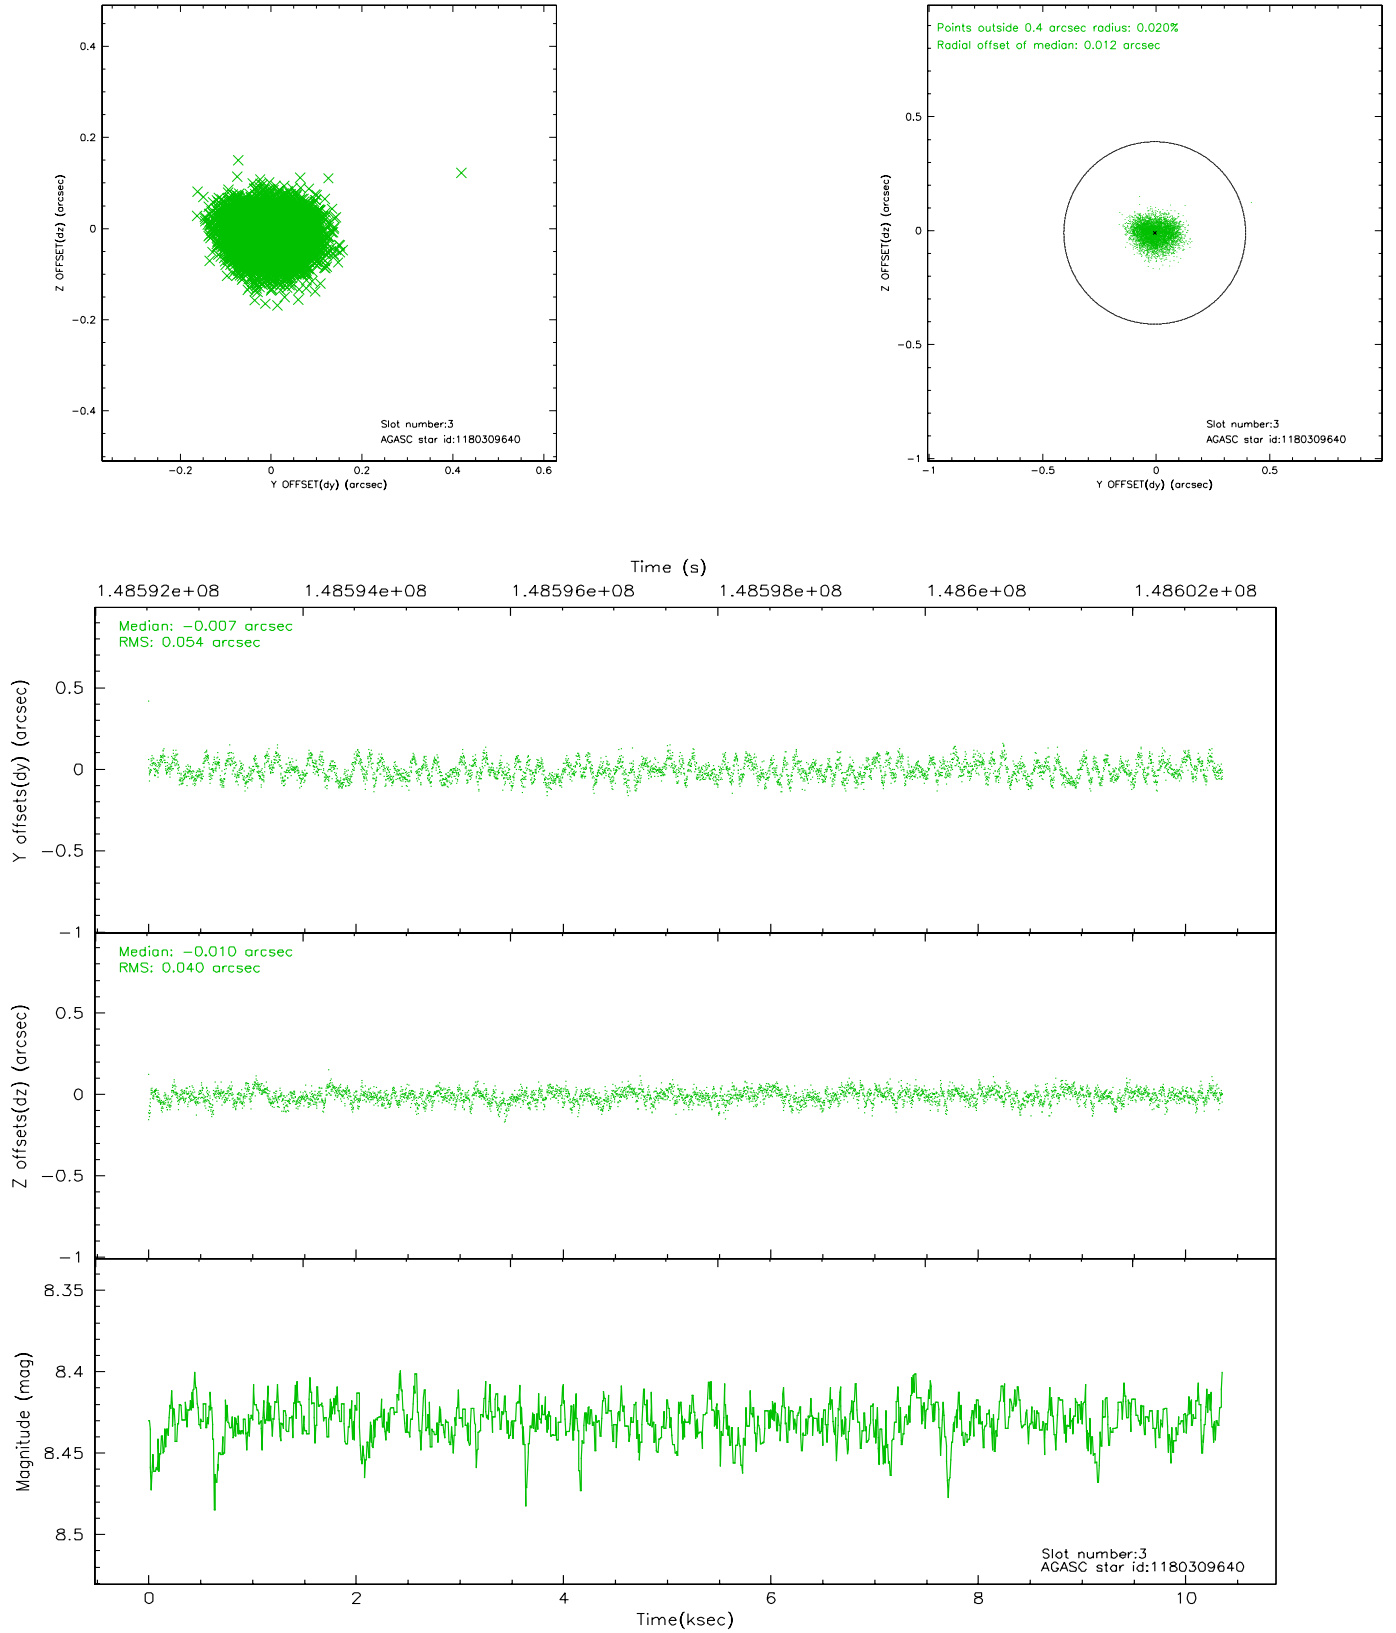 0.4
0.2
0
-0.2
-0.4
Z OFFSET(dz) (arcsec)
Slot number:3
AGASC star id:1180309640
-0.2
0
0.2
0.4
0.6
Y OFFSET(dy) (arcsec)
Points outside 0.4 arcsec radius: 0.020%
Radial offset of median: 0.012 arcsec
0.5
0
-0.5
-1
Z OFFSET(dz) (arcsec)
Slot number:3
AGASC star id:1180309640
-1
-0.5
0
0.5
Y OFFSET(dy) (arcsec)
Time (s)
1.48592e+08
1.48594e+08
1.48596e+08
1.48598e+08
1.486e+08
1.48602e+08
Median: -0.007 arcsec
RMS: 0.054 arcsec
0.5
0
-0.5
-1
Y offsets(dy) (arcsec)
Median: -0.010 arcsec
RMS: 0.040 arcsec
0.5
0
-0.5
-1
Z offsets(dz) (arcsec)
8.35
8.4
8.45
8.5
Magnitude (mag)
Slot number:3
AGASC star id:1180309640
0
2
4
6
8
10
Time(ksec)